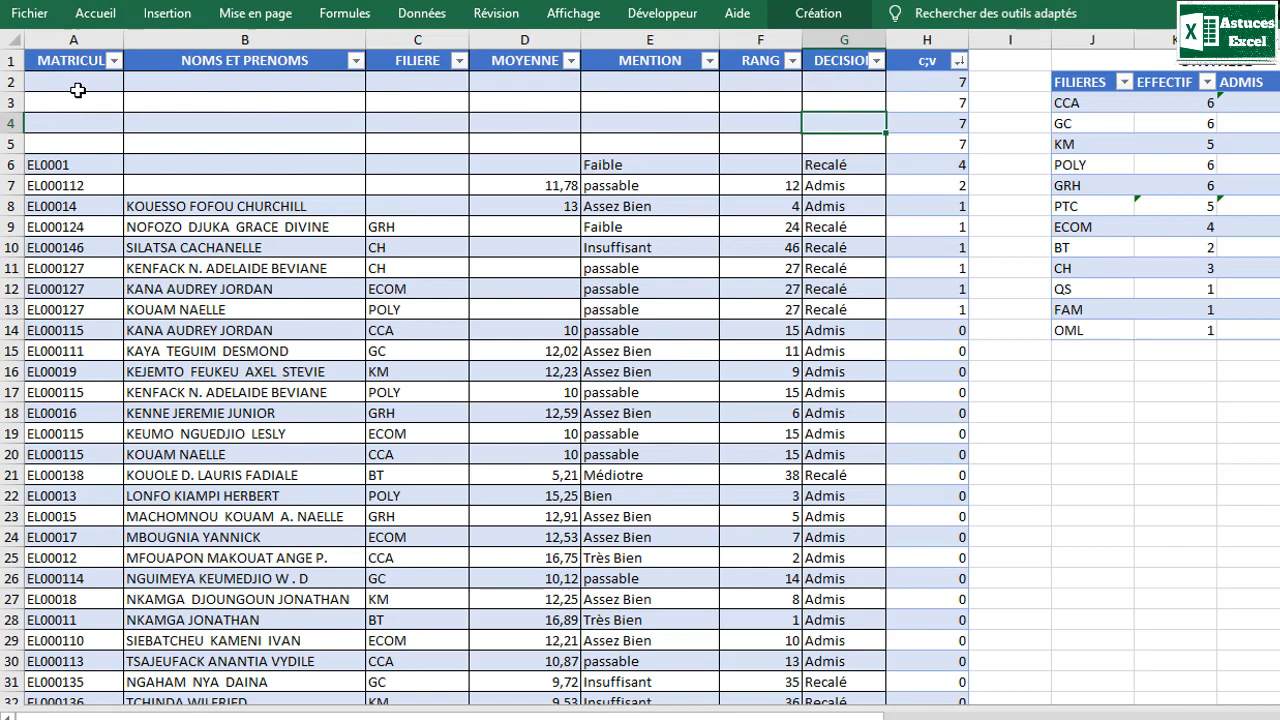 Fichier Accueil Insertion Mise en page Formules Données Révision Affichage Développeur Aide Création Rechercher des outils adaptés
Astuces
Excel
A B C D E F G H I J
1 MATRICUL NOMS ET PRENOMS FILIERE MOYENNE MENTION RANG DECISIO c;v
2 7 FILIERES EFFECTIF ADMIS
3 7 CCA 6
4 7 GC 6
5 7 KM 5
6 EL0001 Faible Recalé 4 POLY 6
7 EL000112 11,78 passable 12 Admis 2 GRH 6
8 EL00014 KOUESSO FOFOU CHURCHILL 13 Assez Bien 4 Admis 1 PTC 5
9 EL000124 NOFOZO DJUKA GRACE DIVINE GRH Faible 24 Recalé 1 ECOM 4
10 EL000146 SILATSA CACHANELLE CH Insuffisant 46 Recalé 1 BT 2
11 EL000127 KENFACK N. ADELAIDE BEVIANE CH passable 27 Recalé 1 CH 3
12 EL000127 KANA AUDREY JORDAN ECOM passable 27 Recalé 1 QS 1
13 EL000127 KOUAM NAELLE POLY passable 27 Recalé 1 FAM 1
14 EL000115 KANA AUDREY JORDAN CCA 10 passable 15 Admis 0 OML 1
15 EL000111 KAYA TEGUIM DESMOND GC 12,02 Assez Bien 11 Admis 0
16 EL00019 KEJEMTO FEUKEU AXEL STEVIE KM 12,23 Assez Bien 9 Admis 0
17 EL000115 KENFACK N. ADELAIDE BEVIANE POLY 10 passable 15 Admis 0
18 EL00016 KENNE JEREMIE JUNIOR GRH 12,59 Assez Bien 6 Admis 0
19 EL000115 KEUMO NGUEDJIO LESLY ECOM 10 passable 15 Admis 0
20 EL000115 KOUAM NAELLE CCA 10 passable 15 Admis 0
21 EL000138 KOUOLE D. LAURIS FADIALE BT 5,21 Médiotre 38 Recalé 0
22 EL00013 LONFO KIAMPI HERBERT POLY 15,25 Bien 3 Admis 0
23 EL00015 MACHOMNOU KOUAM A. NAELLE GRH 12,91 Assez Bien 5 Admis 0
24 EL00017 MBOUGNIA YANNICK ECOM 12,53 Assez Bien 7 Admis 0
25 EL00012 MFOUAPON MAKOUAT ANGE P. CCA 16,75 Très Bien 2 Admis 0
26 EL000114 NGUIMEYA KEUMEDJIO W . D GC 10,12 passable 14 Admis 0
27 EL00018 NKAMGA DJOUNGOUN JONATHAN KM 12,25 Assez Bien 8 Admis 0
28 EL00011 NKAMGA JONATHAN BT 16,89 Très Bien 1 Admis 0
29 EL000110 SIEBATCHEU KAMENI IVAN ECOM 12,21 Assez Bien 10 Admis 0
30 EL000113 TSAJEUFACK ANANTIA VYDILE CCA 10,87 passable 13 Admis 0
31 EL000135 NGAHAM NYA DAINA GC 9,72 Insuffisant 35 Recalé 0
32 EL000136 TCHINDA WILFRIED KM 9,53 Insuffisant 36 Recalé 0